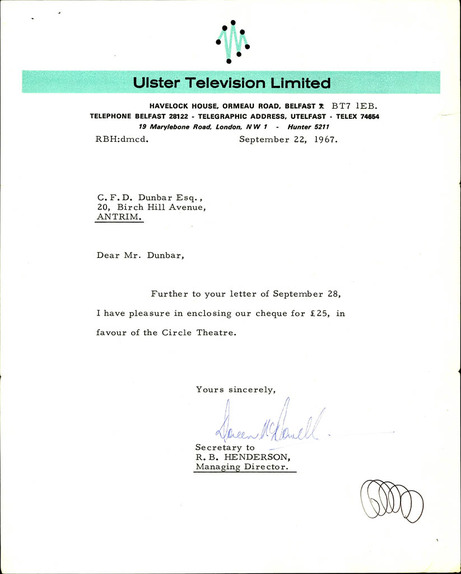 Ulster Television Limited
HAVELOCK HOUSE, ORMEAU ROAD, BELFAST 2 BT7 1EB.
TELEPHONE BELFAST 28122 - TELEGRAPHIC ADDRESS, UTELFAST - TELEX 74654
19 Marylebone Road, London, NW 1 - Hunter 5211
RBH:dmcd. September 22, 1967.
C. F. D. Dunbar Esq.,
20, Birch Hill Avenue,
ANTRIM.
Dear Mr. Dunbar,
Further to your letter of September 28,
I have pleasure in enclosing our cheque for £25, in
favour of the Circle Theatre.
Yours sincerely,
Secretary to
R. B. HENDERSON,
Managing Director.